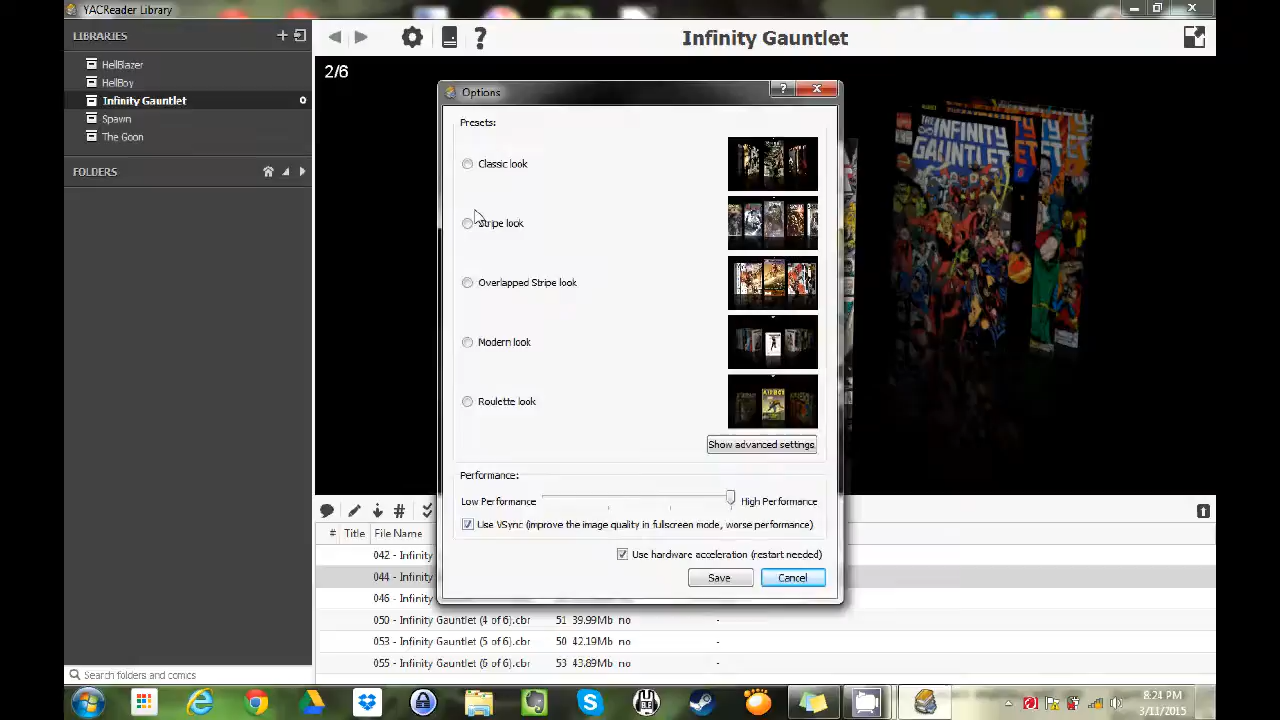 YACReader Library
LIBRARIES
Infinity Gauntlet
2/6
HellBlazer
HellBoy
Infinity Gauntlet 0
Spawn
The Goon
FOLDERS
Options
Presets:
Classic look
Stripe look
Overlapped Stripe look
Modern look
Roulette look
Show advanced settings
Performance:
Low Performance
High Performance
Use VSync (improve the image quality in fullscreen mode, worse performance)
Use hardware acceleration (restart needed)
Save
Cancel
THE INFINITY GAUNTLET
# Title File Name
042 - Infinity
044 - Infinity
046 - Infinity
050 - Infinity Gauntlet (4 of 6).cbr 51 39.99Mb no -
053 - Infinity Gauntlet (5 of 6).cbr 50 42.19Mb no -
055 - Infinity Gauntlet (6 of 6).cbr 53 43.89Mb no -
Search folders and comics
8:24 PM
3/11/2015